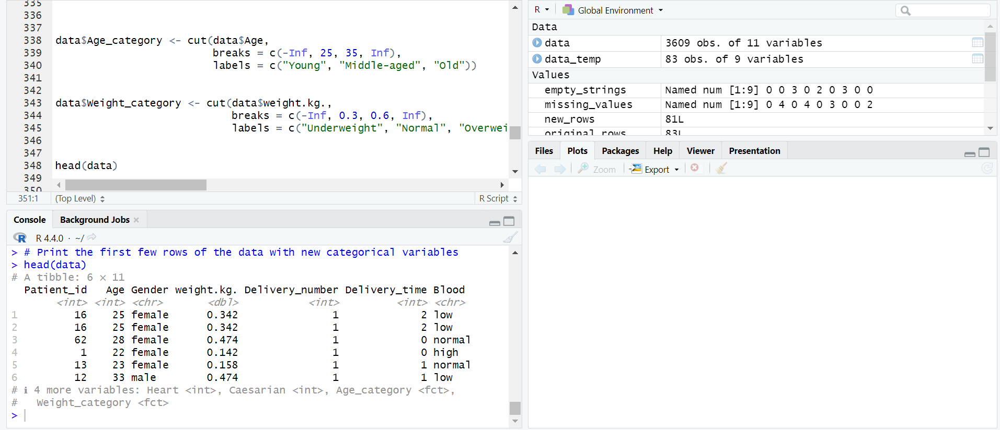 335
336
337
338 data$Age_category <- cut(data$Age,
339 breaks = c(-Inf, 25, 35, Inf),
340 labels = c("Young", "Middle-aged", "Old"))
341
342
343 data$Weight_category <- cut(data$weight.kg.,
344 breaks = c(-Inf, 0.3, 0.6, Inf),
345 labels = c("Underweight", "Normal", "Overwei
346
347
348 head(data)
349
350
351:1 (Top Level) R Script
Console Background Jobs
R 4.4.0 · ~/
> # Print the first few rows of the data with new categorical variables
> head(data)
# A tibble: 6 × 11
Patient_id Age Gender weight.kg. Delivery_number Delivery_time Blood
<int> <int> <chr> <dbl> <int> <int> <chr>
1 16 25 female 0.342 1 2 low
2 16 25 female 0.342 1 2 low
3 62 28 female 0.474 1 0 normal
4 1 22 female 0.142 1 0 high
5 13 23 female 0.158 1 1 normal
6 12 33 male 0.474 1 1 low
# ℹ 4 more variables: Heart <int>, Caesarian <int>, Age_category <fct>,
# Weight_category <fct>
>
R Global Environment
Data
data 3609 obs. of 11 variables
data_temp 83 obs. of 9 variables
Values
empty_strings Named num [1:9] 0 0 3 0 2 0 3 0 0
missing_values Named num [1:9] 0 4 0 4 0 3 0 0 2
new_rows 81L
original_rows 83L
Files Plots Packages Help Viewer Presentation
Zoom Export